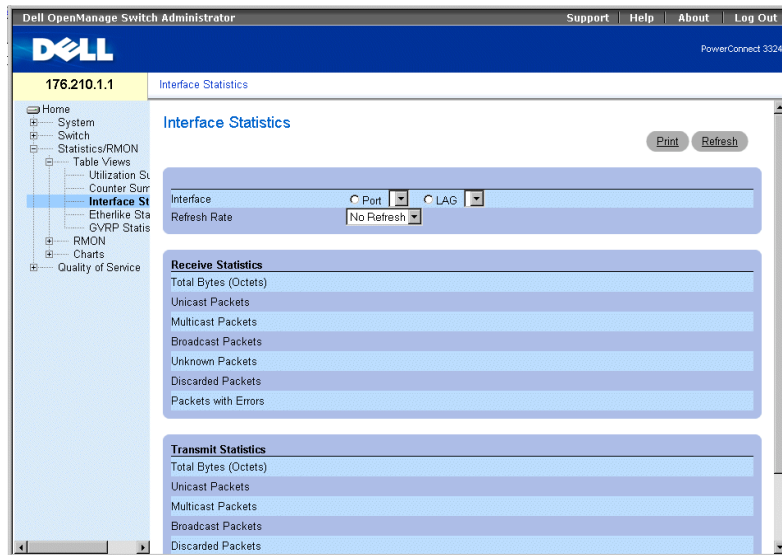 Dell OpenManage Switch Administrator
Support Help About Log Out
DELL
PowerConnect 3324
176.210.1.1
Interface Statistics
Home
System
Switch
Statistics/RMON
Table Views
Utilization Su
Counter Sum
Interface St
Etherlike Sta
GVRP Statis
RMON
Charts
Quality of Service
Interface Statistics
Print Refresh
Interface Port LAG
Refresh Rate No Refresh
Receive Statistics
Total Bytes (Octets)
Unicast Packets
Multicast Packets
Broadcast Packets
Unknown Packets
Discarded Packets
Packets with Errors
Transmit Statistics
Total Bytes (Octets)
Unicast Packets
Multicast Packets
Broadcast Packets
Discarded Packets